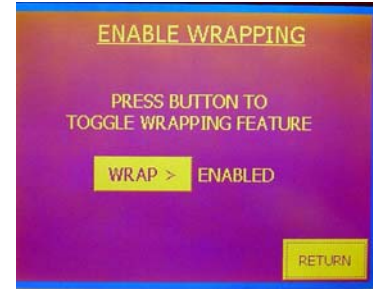 ENABLE WRAPPING
PRESS BUTTON TO
TOGGLE WRAPPING FEATURE
WRAP > ENABLED
RETURN